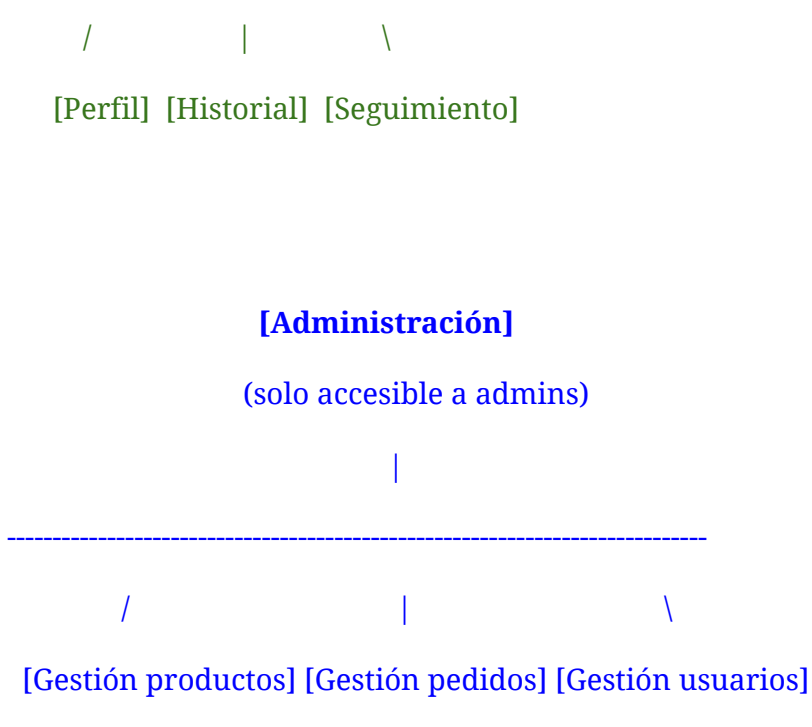 / | \
[Perfil] [Historial] [Seguimiento]
[Administración]
(solo accesible a admins)
|
------------------------------------------------------------------------------
/ | \
[Gestión productos] [Gestión pedidos] [Gestión usuarios]